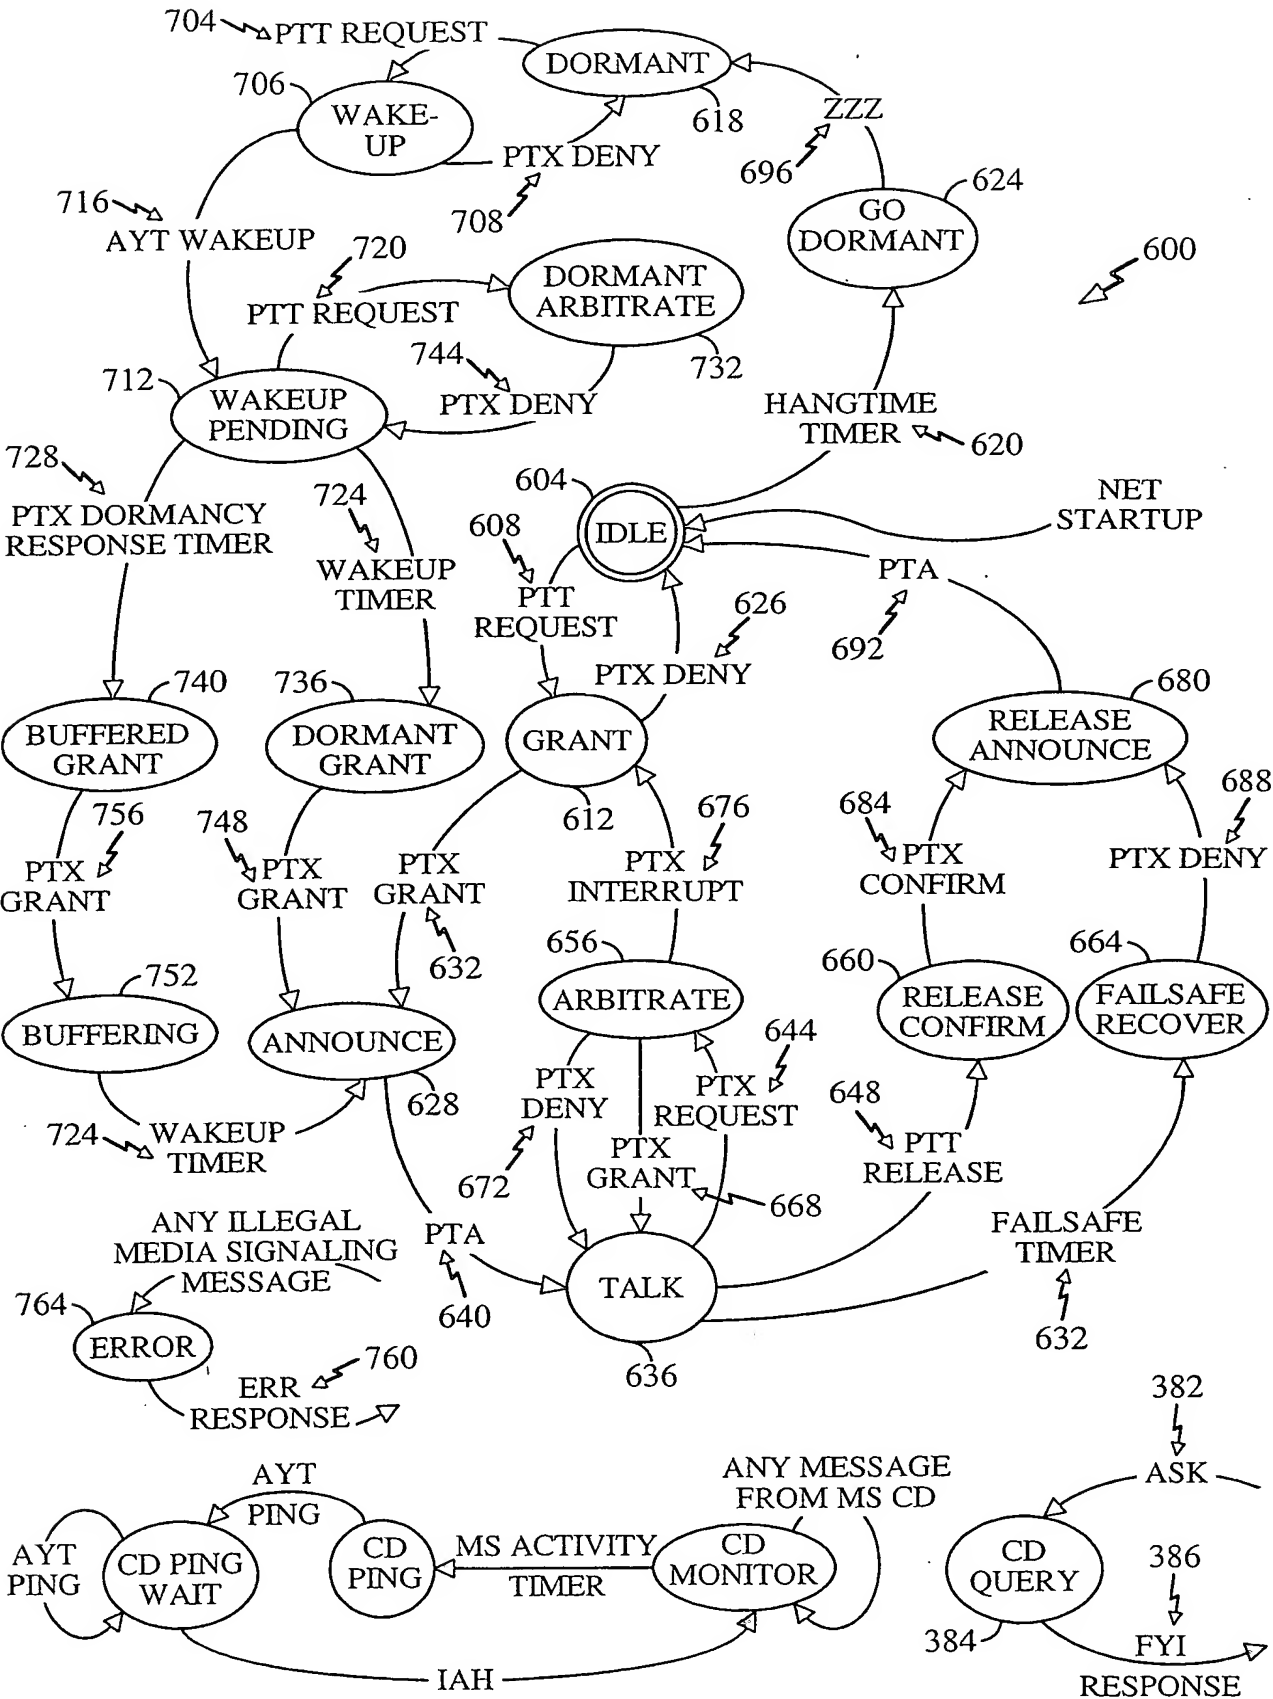 704
PTT REQUEST
DORMANT
618
706
WAKE-
UP
PTX DENY
708
ZZZ
696
624
GO
DORMANT
600
716
AYT WAKEUP
720
PTT REQUEST
DORMANT
ARBITRATE
732
744
PTX DENY
712
WAKEUP
PENDING
HANGTIME
TIMER
620
728
PTX DORMANCY
RESPONSE TIMER
724
WAKEUP
TIMER
604
IDLE
NET
STARTUP
608
PTT
REQUEST
626
PTX DENY
PTA
692
740
BUFFERED
GRANT
736
DORMANT
GRANT
GRANT
612
680
RELEASE
ANNOUNCE
756
PTX
GRANT
748
PTX
GRANT
PTX
GRANT
632
676
PTX
INTERRUPT
684
PTX
CONFIRM
688
PTX DENY
752
BUFFERING
ANNOUNCE
628
656
ARBITRATE
660
RELEASE
CONFIRM
664
FAILSAFE
RECOVER
724
WAKEUP
TIMER
PTX
DENY
672
644
PTX
REQUEST
PTX
GRANT
668
648
PTT
RELEASE
FAILSAFE
TIMER
632
ANY ILLEGAL
MEDIA SIGNALING
MESSAGE
PTA
640
TALK
636
764
ERROR
760
ERR
RESPONSE
382
ASK
AYT
PING
AYT
PING
CD PING
WAIT
CD
PING
MS ACTIVITY
TIMER
ANY MESSAGE
FROM MS CD
CD
MONITOR
IAH
CD
QUERY
384
386
FYI
RESPONSE